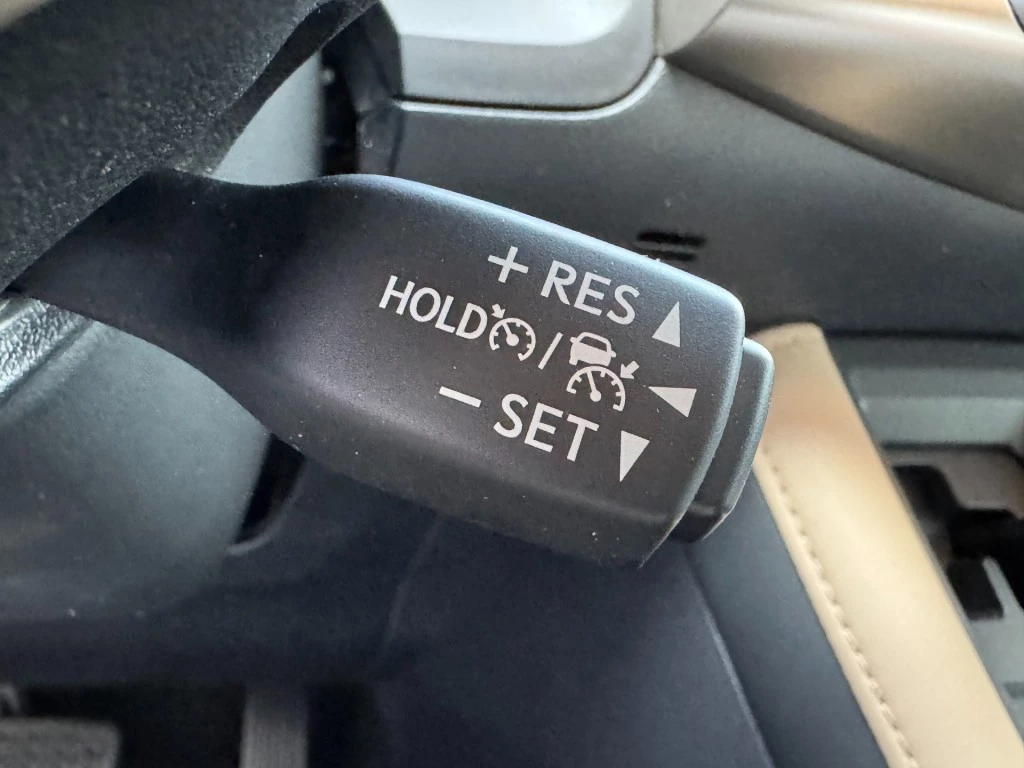 + RES
HOLD /
- SET